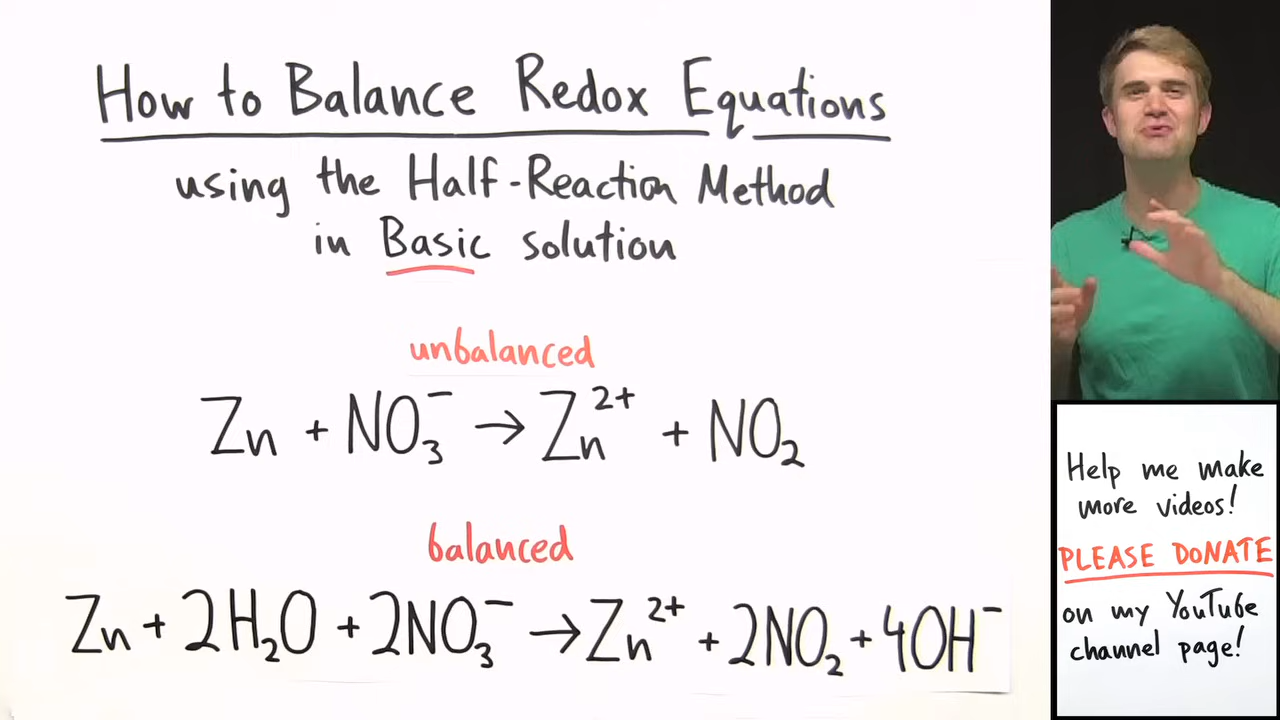 How to Balance Redox Equations
using the Half-Reaction Method
in Basic solution
unbalanced
Zn + NO₃⁻ → Zn²⁺ + NO₂
balanced
Zn + 2H₂O + 2NO₃⁻ → Zn²⁺ + 2NO₂ + 4OH⁻
Help me make
more videos!
PLEASE DONATE
on my YouTube
channel page!